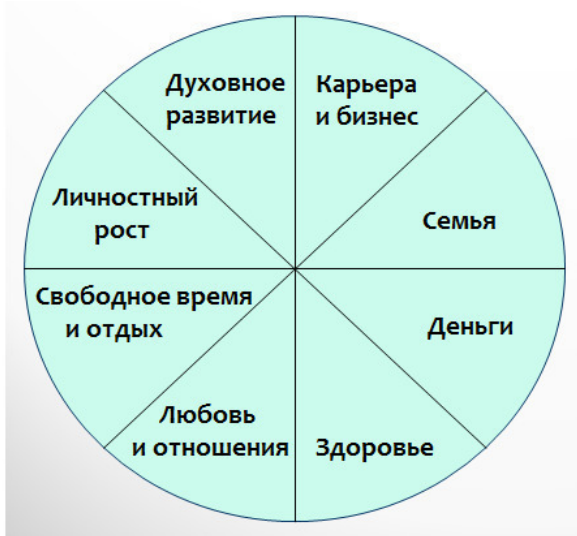 Духовное
развитие
Карьера
и бизнес
Личностный
рост
Семья
Свободное время
и отдых
Деньги
Любовь
и отношения
Здоровье